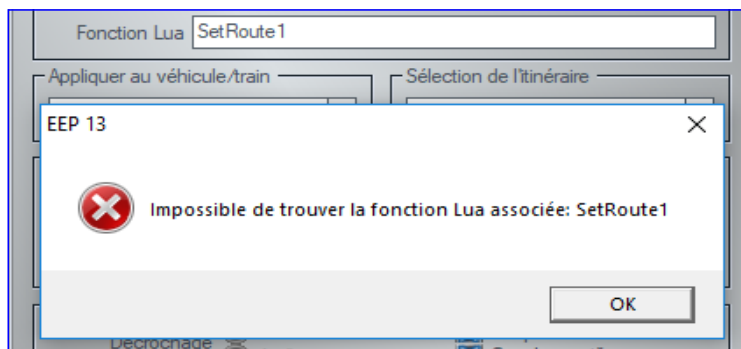 Fonction Lua SetRoute1
Appliquer au véhicule/train
Sélection de l'itinéraire
EEP 13
Impossible de trouver la fonction Lua associée: SetRoute1
OK
Décrochage